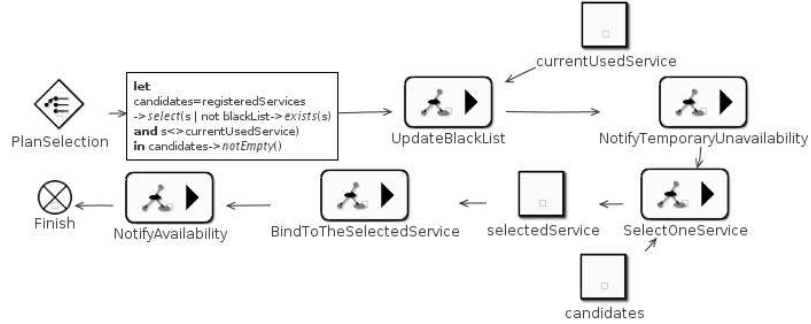 currentUsedService
let
candidates=registeredServices
->select(s | not blackList->exists(s)
and s<>currentUsedService)
in candidates->notEmpty()
PlanSelection
UpdateBlackList
NotifyTemporaryUnavailability
Finish
NotifyAvailability
BindToTheSelectedService
selectedService
SelectOneService
candidates